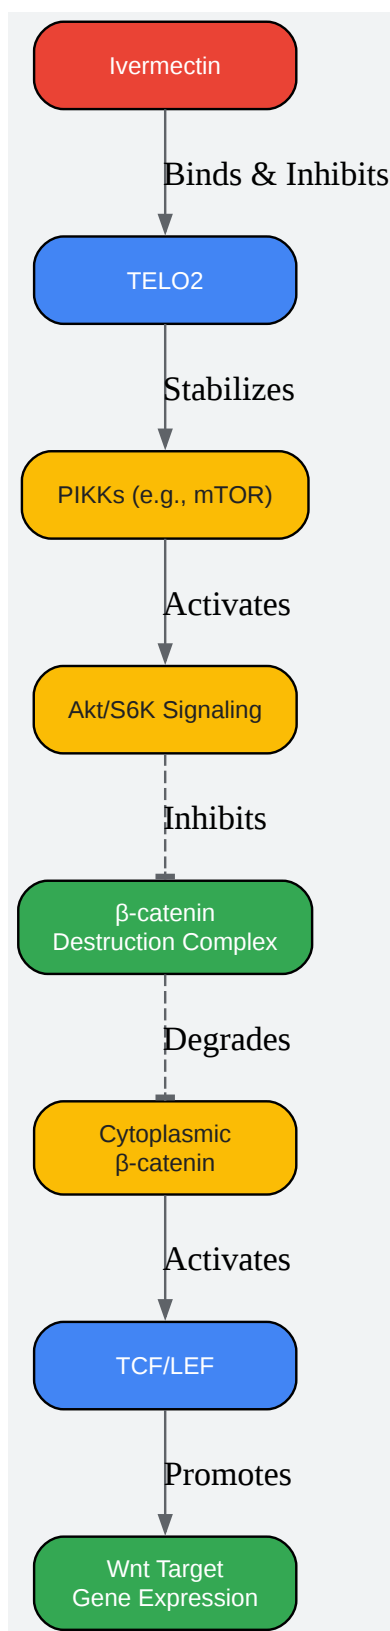 Ivermectin
Binds & Inhibits
TELO2
Stabilizes
PIKKs (e.g., mTOR)
Activates
Akt/S6K Signaling
Inhibits
β-catenin
Destruction Complex
Degrades
Cytoplasmic
β-catenin
Activates
TCF/LEF
Promotes
Wnt Target
Gene Expression